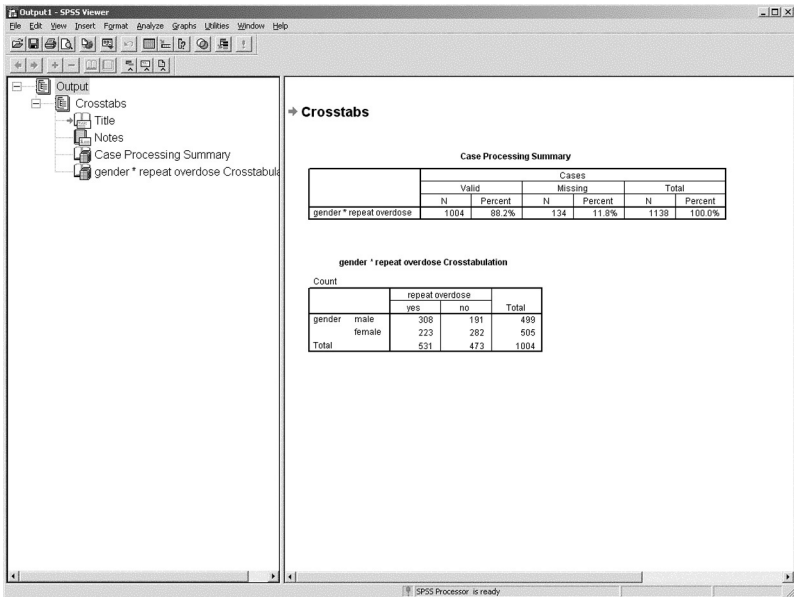 Output1 - SPSS Viewer
File Edit View Insert Format Analyze Graphs Utilities Window Help
Output
Crosstabs
Title
Notes
Case Processing Summary
gender * repeat overdose Crosstabula
Crosstabs
Case Processing Summary
Cases
Valid Missing Total
N Percent N Percent N Percent
gender * repeat overdose 1004 88.2% 134 11.8% 1138 100.0%
gender * repeat overdose Crosstabulation
Count
repeat overdose
yes no Total
gender male 308 191 499
female 223 282 505
Total 531 473 1004
SPSS Processor is ready